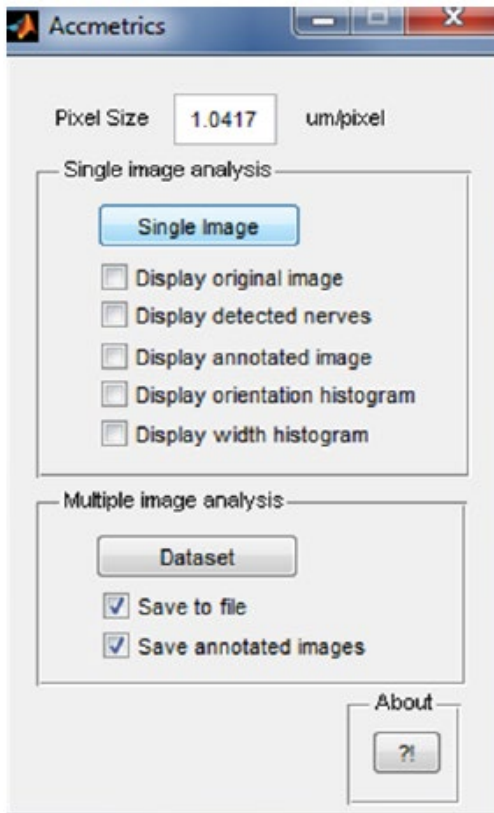 Accmetrics
Pixel Size 1.0417 um/pixel
Single image analysis
Single Image
Display original image
Display detected nerves
Display annotated image
Display orientation histogram
Display width histogram
Multiple image analysis
Dataset
Save to file
Save annotated images
About
?!